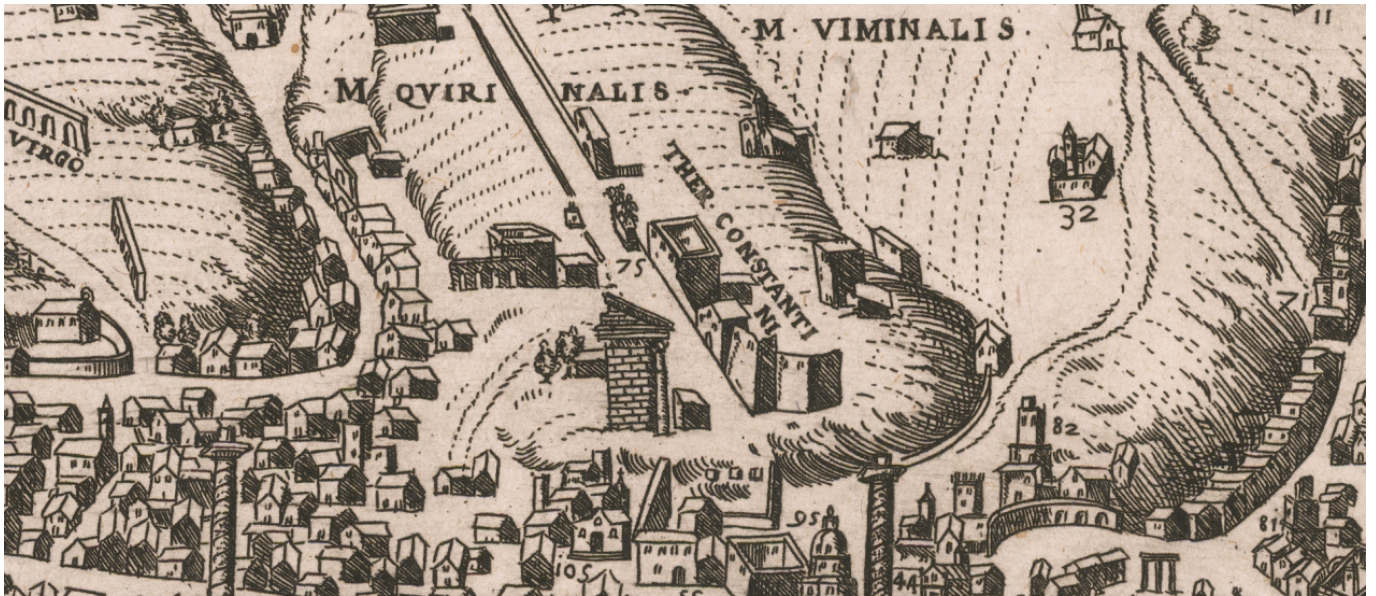 11
M · VIMINALIS ·
M QVIRI NALIS ·
VIRGO
THER CONSTANTI
NI
32
75
71
82
95
105
81
44